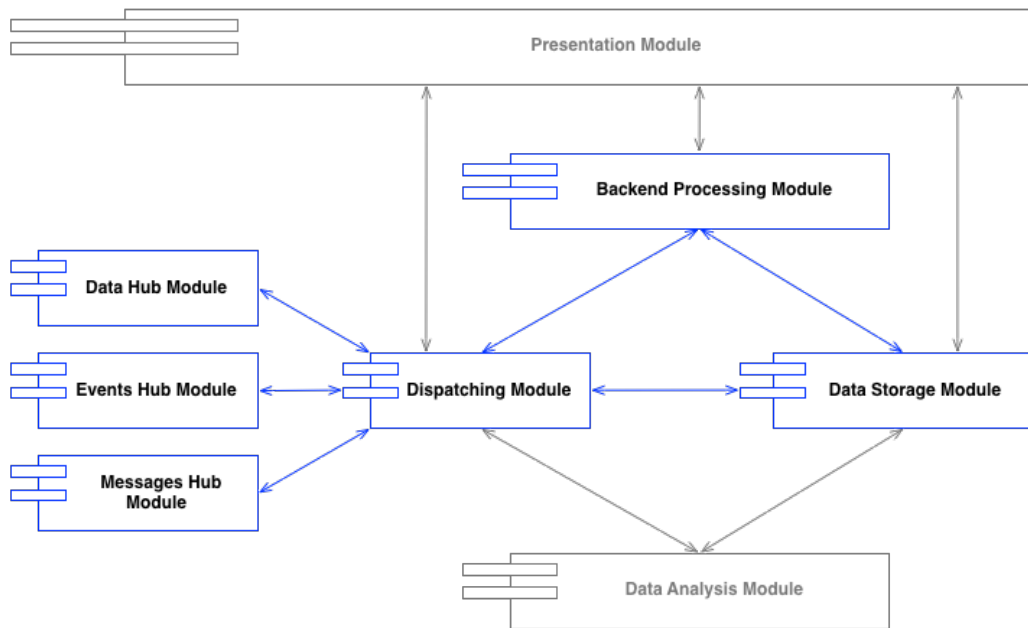 Presentation Module
Backend Processing Module
Data Hub Module
Events Hub Module
Dispatching Module
Data Storage Module
Messages Hub
Module
Data Analysis Module